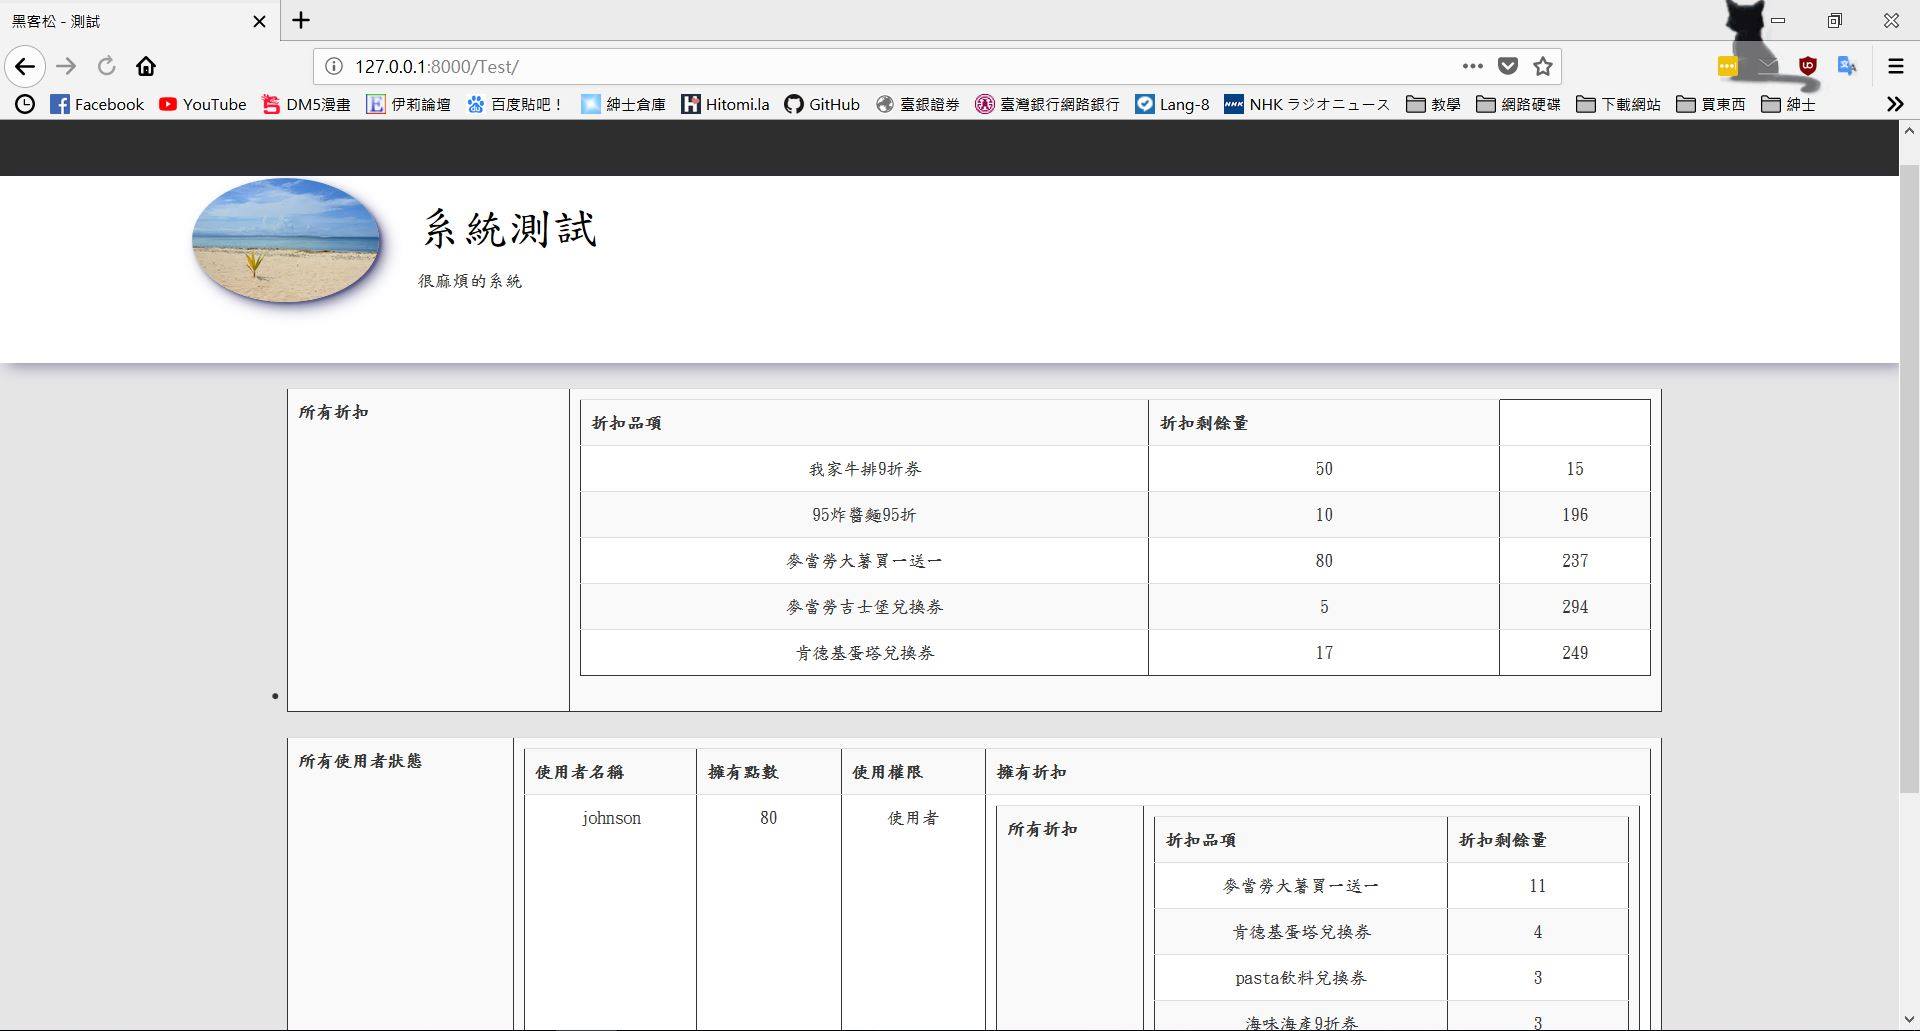 黑客松 - 測試
127.0.0.1:8000/Test/
Facebook YouTube DM5漫畫 伊莉論壇 百度貼吧！ 紳士倉庫 Hitomi.la GitHub 臺銀證券 臺灣銀行網路銀行 Lang-8 NHK ラジオニュース 教學 網路硬碟 下載網站 買東西 紳士
系統測試
很麻煩的系統
所有折扣
折扣品項 折扣剩餘量
我家牛排9折券 50 15
95炸醬麵95折 10 196
麥當勞大薯買一送一 80 237
麥當勞吉士堡兌換券 5 294
肯德基蛋塔兌換券 17 249
所有使用者狀態
使用者名稱 擁有點數 使用權限 擁有折扣
johnson 80 使用者
所有折扣
折扣品項 折扣剩餘量
麥當勞大薯買一送一 11
肯德基蛋塔兌換券 4
pasta飲料兌換券 3
海味海產9折券 3